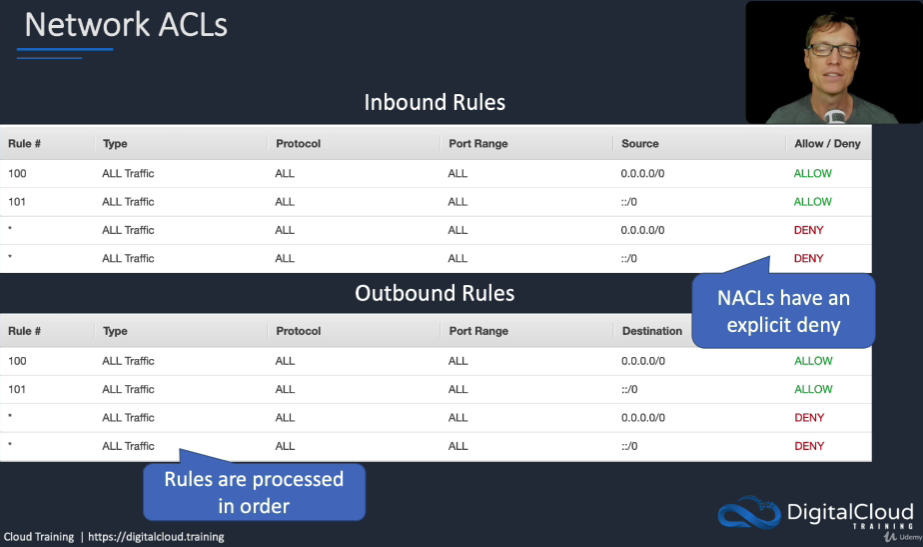 Network ACLs
Inbound Rules
Rule # Type Protocol Port Range Source Allow / Deny
100 ALL Traffic ALL ALL 0.0.0.0/0 ALLOW
101 ALL Traffic ALL ALL ::/0 ALLOW
* ALL Traffic ALL ALL 0.0.0.0/0 DENY
* ALL Traffic ALL ALL ::/0 DENY
NACLs have an
explicit deny
Outbound Rules
Rule # Type Protocol Port Range Destination
100 ALL Traffic ALL ALL 0.0.0.0/0 ALLOW
101 ALL Traffic ALL ALL ::/0 ALLOW
* ALL Traffic ALL ALL 0.0.0.0/0 DENY
* ALL Traffic ALL ALL ::/0 DENY
Rules are processed
in order
DigitalCloud
TRAINING
Cloud Training | https://digitalcloud.training
Udemy